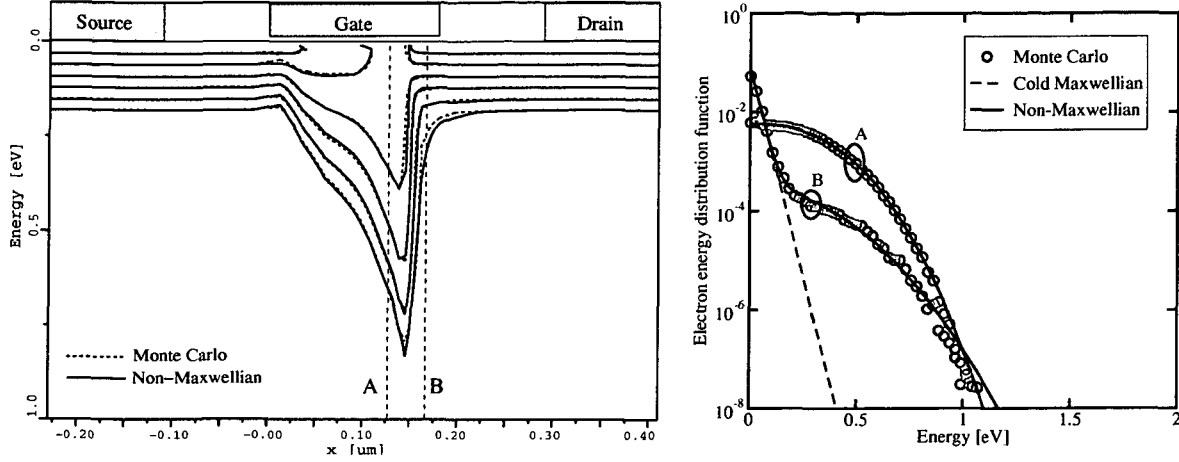 Source Gate Drain
0.0
0.5
1.0
Energy [eV]
Monte Carlo
Non-Maxwellian
A B
-0.20 -0.10 -0.00 0.10 0.20 0.30 0.40
x [um]
10^0
10^-2
10^-4
10^-6
10^-8
Electron energy distribution function
Monte Carlo
Cold Maxwellian
Non-Maxwellian
A
B
0 0.5 1 1.5 2
Energy [eV]